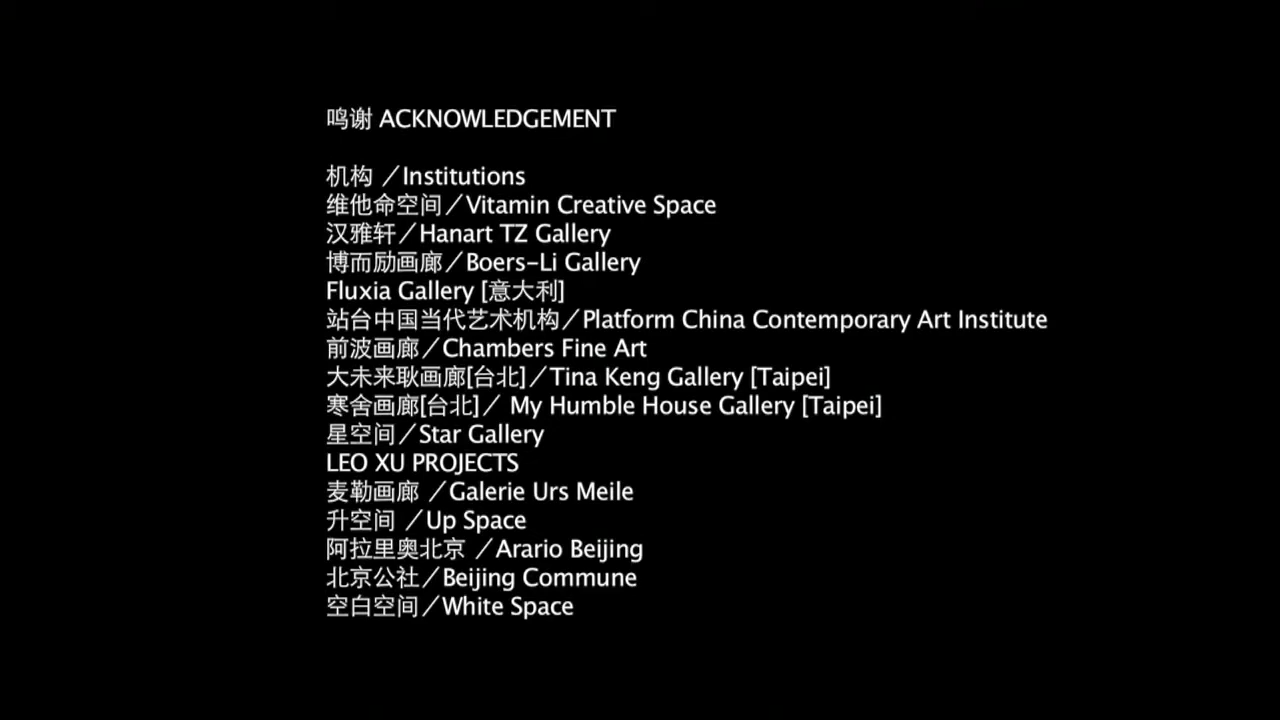 鸣谢 ACKNOWLEDGEMENT
机构 ／Institutions
维他命空间／Vitamin Creative Space
汉雅轩／Hanart TZ Gallery
博而励画廊／Boers-Li Gallery
Fluxia Gallery [意大利]
站台中国当代艺术机构／Platform China Contemporary Art Institute
前波画廊／Chambers Fine Art
大未来耿画廊[台北]／Tina Keng Gallery [Taipei]
寒舍画廊[台北]／ My Humble House Gallery [Taipei]
星空间／Star Gallery
LEO XU PROJECTS
麦勒画廊 ／Galerie Urs Meile
升空间 ／Up Space
阿拉里奥北京 ／Arario Beijing
北京公社／Beijing Commune
空白空间／White Space